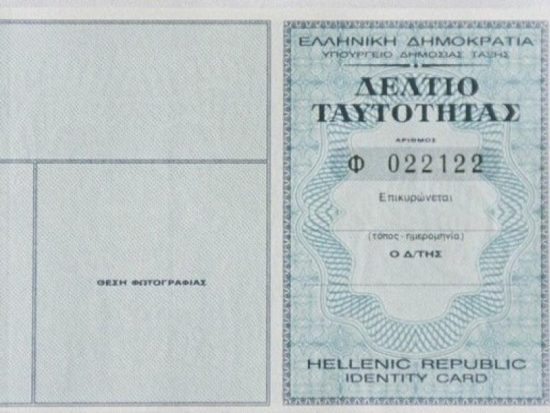 ΘΕΣΗ ΦΩΤΟΓΡΑΦΙΑΣ
ΕΛΛΗΝΙΚΗ ΔΗΜΟΚΡΑΤΙΑ
ΥΠΟΥΡΓΕΙΟ ΔΗΜΟΣΙΑΣ ΤΑΞΗΣ
ΔΕΛΤΙΟ
ΤΑΥΤΟΤΗΤΑΣ
ΑΡΙΘΜΟΣ
Φ 022122
Επικυρώνεται
(τόπος - ημερομηνία)
Ο Δ/ΤΗΣ
HELLENIC REPUBLIC
IDENTITY CARD